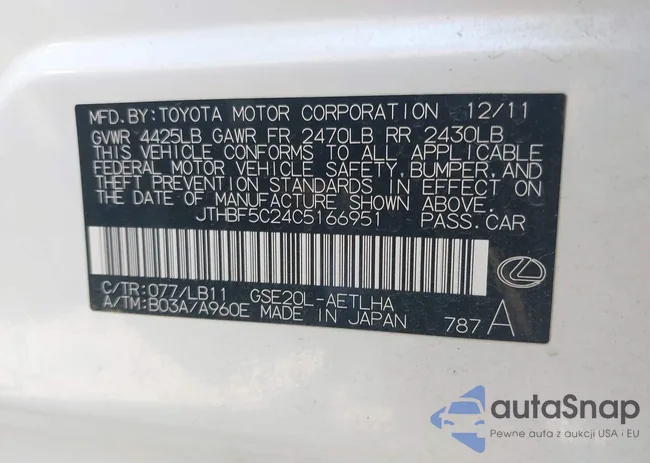 MFD. BY: TOYOTA MOTOR CORPORATION 12/11
GVWR 4425LB GAWR FR 2470LB RR 2430LB
THIS VEHICLE CONFORMS TO ALL APPLICABLE
FEDERAL MOTOR VEHICLE SAFETY, BUMPER, AND
THEFT PREVENTION STANDARDS IN EFFECT ON
THE DATE OF MANUFACTURE SHOWN ABOVE.
JTHBF5C24C5166951 PASS. CAR
C/TR: 077/LB11 GSE20L-AETLHA
A/TM: B03A/A960E MADE IN JAPAN 787 A
autaSnap
Pewne auta z aukcji USA i EU